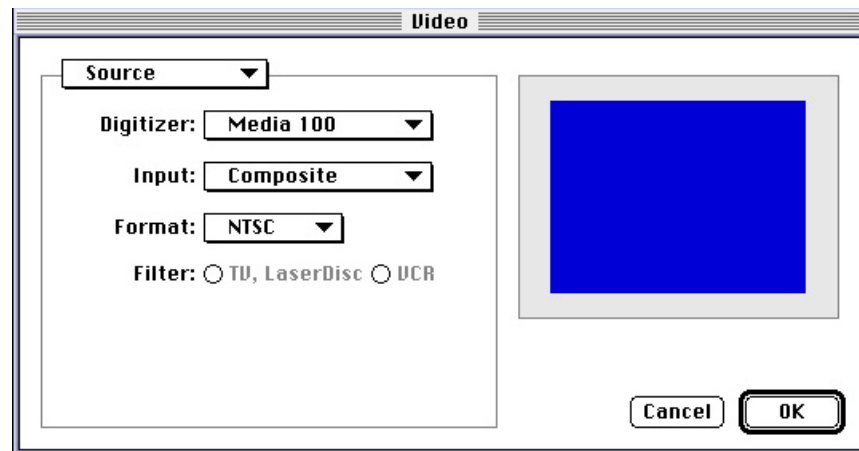 Video
Source
Digitizer: Media 100
Input: Composite
Format: NTSC
Filter: TV, LaserDisc VCR
Cancel OK